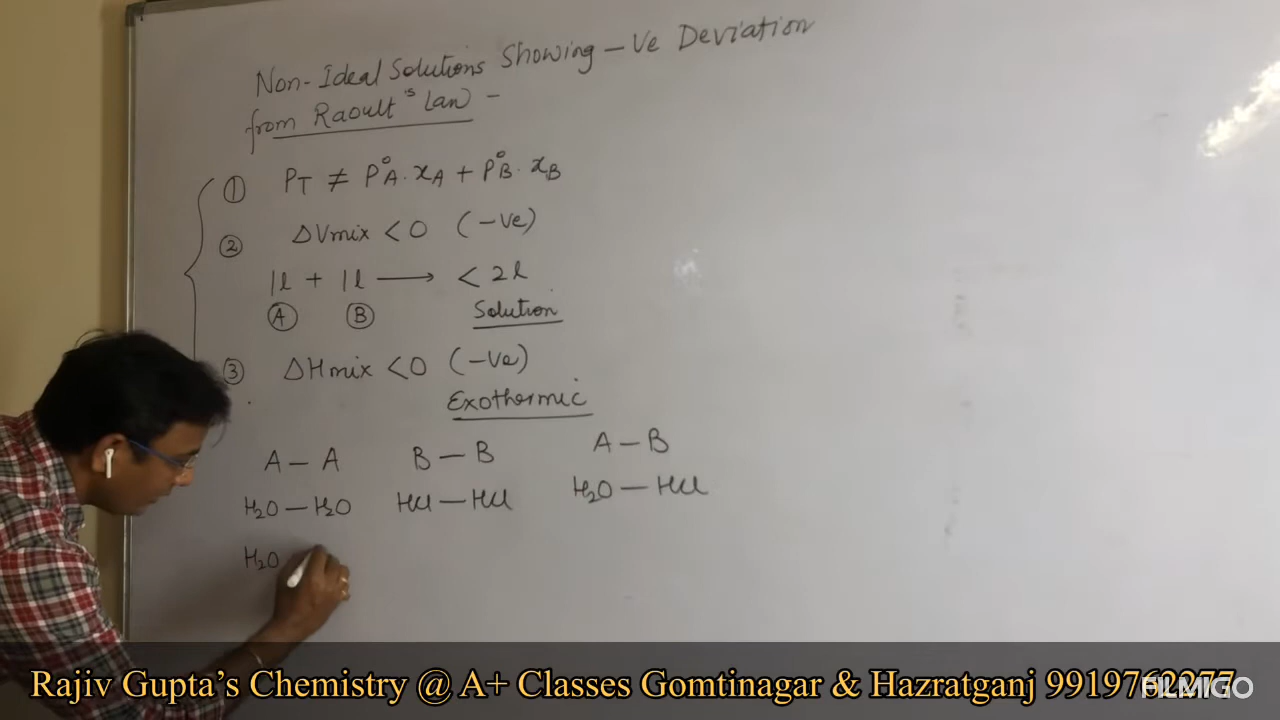 Non-Ideal Solutions Showing -Ve Deviation
from Raoult's Law -
① PT ≠ P°A · xA + P°B · xB
② ΔVmix < 0 (-Ve)
1l + 1l ⟶ < 2l
Ⓐ Ⓑ Solution
③ ΔHmix < 0 (-Ve)
Exothermic
A — A B — B A — B
H₂O — H₂O HCl — HCl H₂O — HCl
H₂O
Rajiv Gupta's Chemistry @ A+ Classes Gomtinagar & Hazratganj 9919762277
FILMIGO